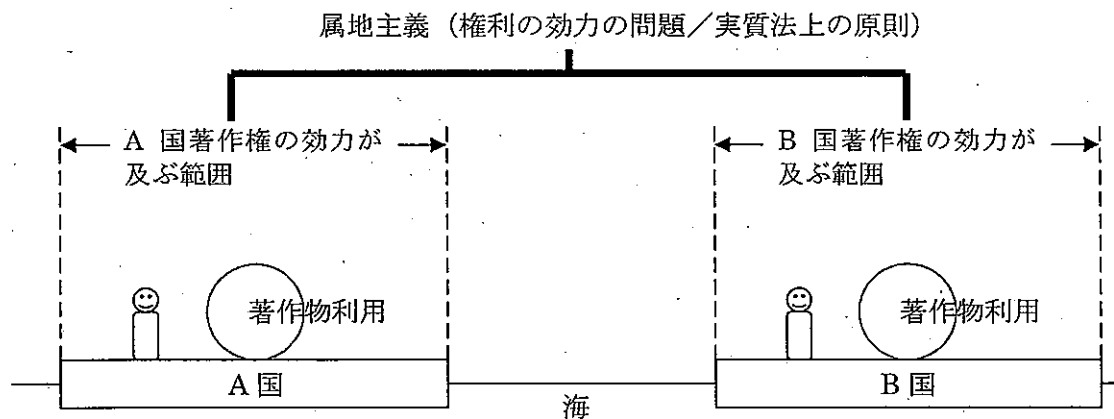 属地主義（権利の効力の問題／実質法上の原則）
A 国著作権の効力が
及ぶ範囲
B 国著作権の効力が
及ぶ範囲
著作物利用
著作物利用
A国
海
B国